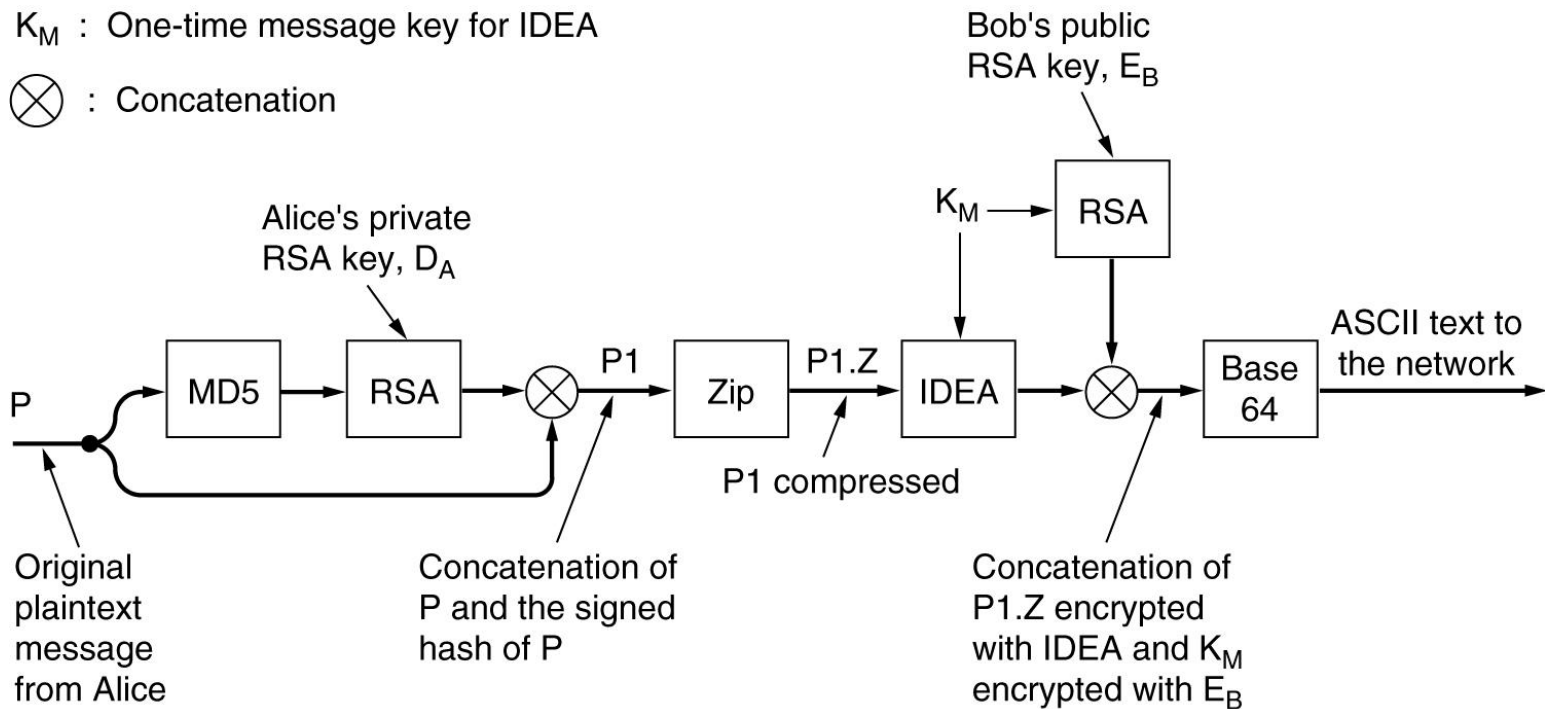 K_M : One-time message key for IDEA
: Concatenation
Bob's public
RSA key, E_B
K_M
RSA
Alice's private
RSA key, D_A
P
MD5
RSA
P1
Zip
P1.Z
IDEA
Base
64
ASCII text to
the network
P1 compressed
Original
plaintext
message
from Alice
Concatenation of
P and the signed
hash of P
Concatenation of
P1.Z encrypted
with IDEA and K_M
encrypted with E_B